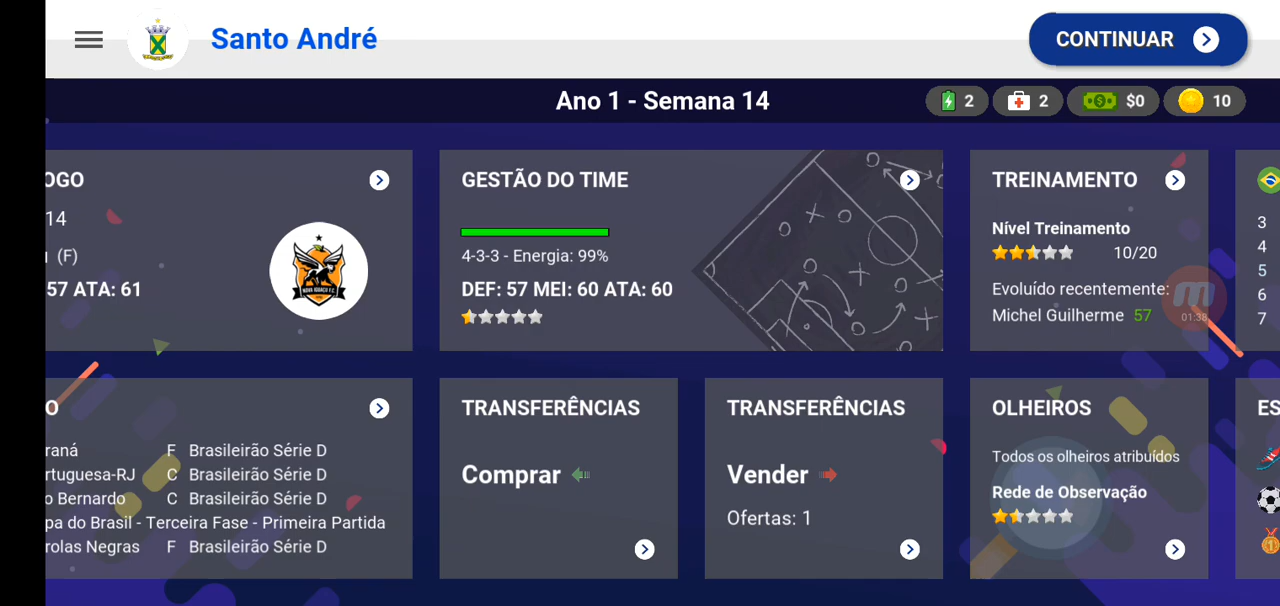 Santo André
CONTINUAR
Ano 1 - Semana 14
2
2
$0
10
OGO
14
(F)
57 ATA: 61
NOVA IGUAÇU F.C.
GESTÃO DO TIME
4-3-3 - Energia: 99%
DEF: 57 MEI: 60 ATA: 60
TREINAMENTO
Nível Treinamento
10/20
Evoluído recentemente:
Michel Guilherme 57
01:38
3
4
5
6
7
O
raná F Brasileirão Série D
rtuguesa-RJ C Brasileirão Série D
o Bernardo C Brasileirão Série D
pa do Brasil - Terceira Fase - Primeira Partida
rolas Negras F Brasileirão Série D
TRANSFERÊNCIAS
Comprar
TRANSFERÊNCIAS
Vender
Ofertas: 1
OLHEIROS
Todos os olheiros atribuídos
Rede de Observação
ES